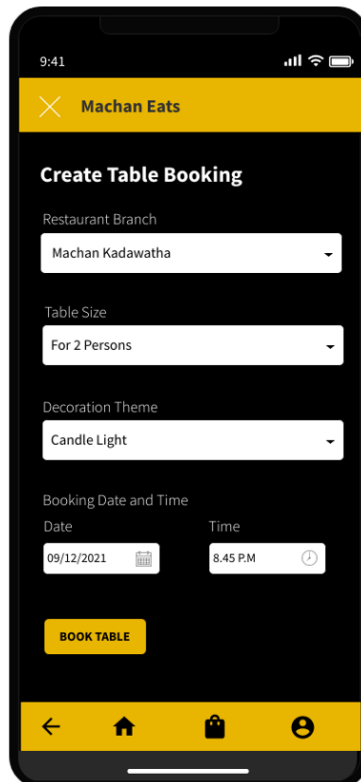 9:41
Machan Eats
Create Table Booking
Restaurant Branch
Machan Kadawatha
Table Size
For 2 Persons
Decoration Theme
Candle Light
Booking Date and Time
Date Time
09/12/2021 8.45 P.M
BOOK TABLE